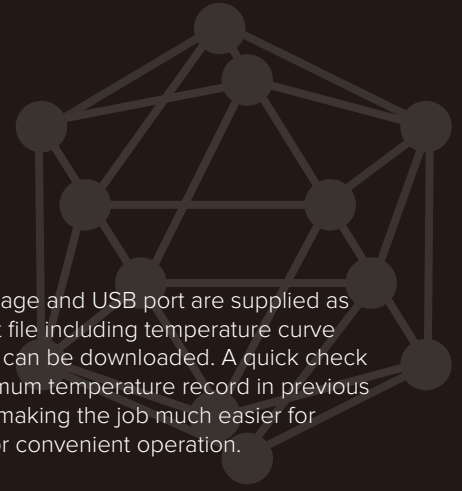 age and USB port are supplied as
file including temperature curve
can be downloaded. A quick check
mum temperature record in previous
making the job much easier for
r convenient operation.